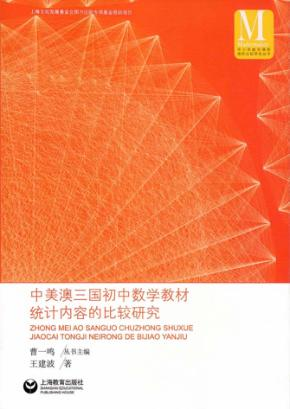 M
中美澳三国初中数学教材
统计内容的比较研究
ZHONG MEI AO SANGUO CHUZHONG SHUXUE
JIAOCAI TONGJI NEIRONG DE BIJIAO YANJIU
曹一鸣 丛书主编
王建波 著
上海教育出版社
SHANGHAI EDUCATIONAL
PUBLISHING HOUSE